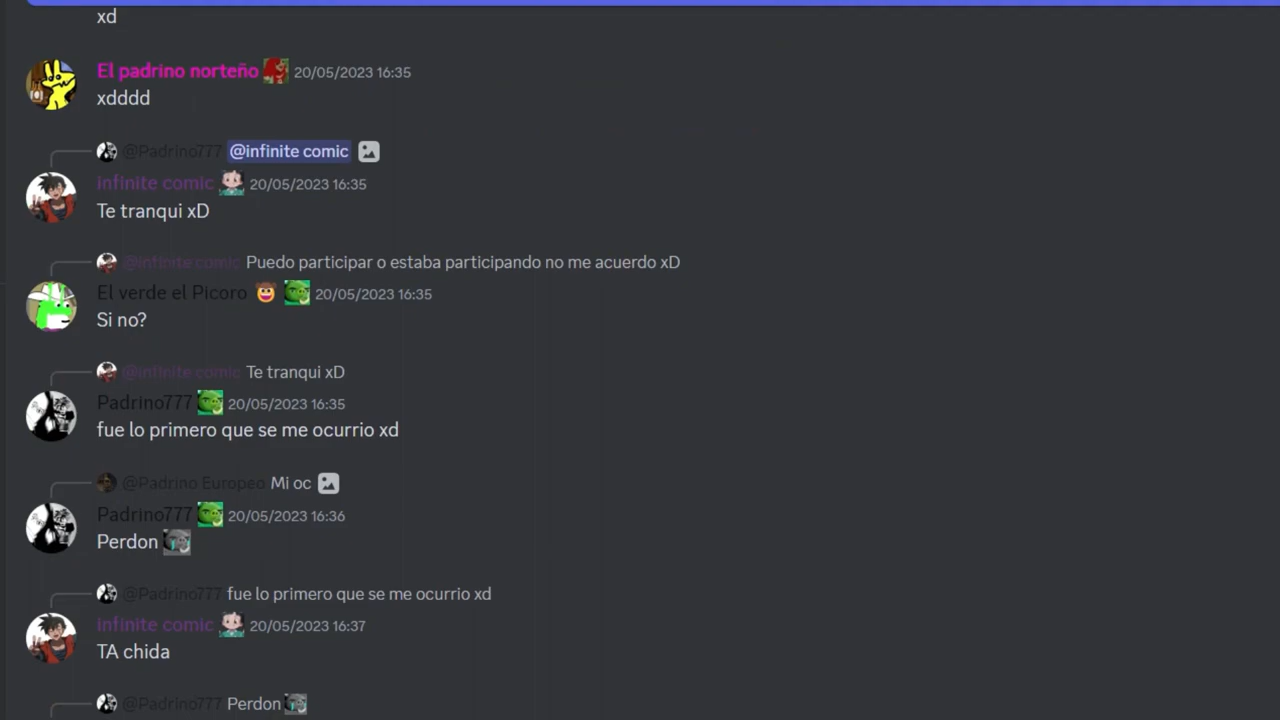 xd
El padrino norteño 20/05/2023 16:35
xdddd
@Padrino777 @infinite comic
infinite comic 20/05/2023 16:35
Te tranqui xD
@infinite comic Puedo participar o estaba participando no me acuerdo xD
El verde el Picoro 20/05/2023 16:35
Si no?
@infinite comic Te tranqui xD
Padrino777 20/05/2023 16:35
fue lo primero que se me ocurrio xd
@Padrino Europeo Mi oc
Padrino777 20/05/2023 16:36
Perdon
@Padrino777 fue lo primero que se me ocurrio xd
infinite comic 20/05/2023 16:37
TA chida
@Padrino777 Perdon